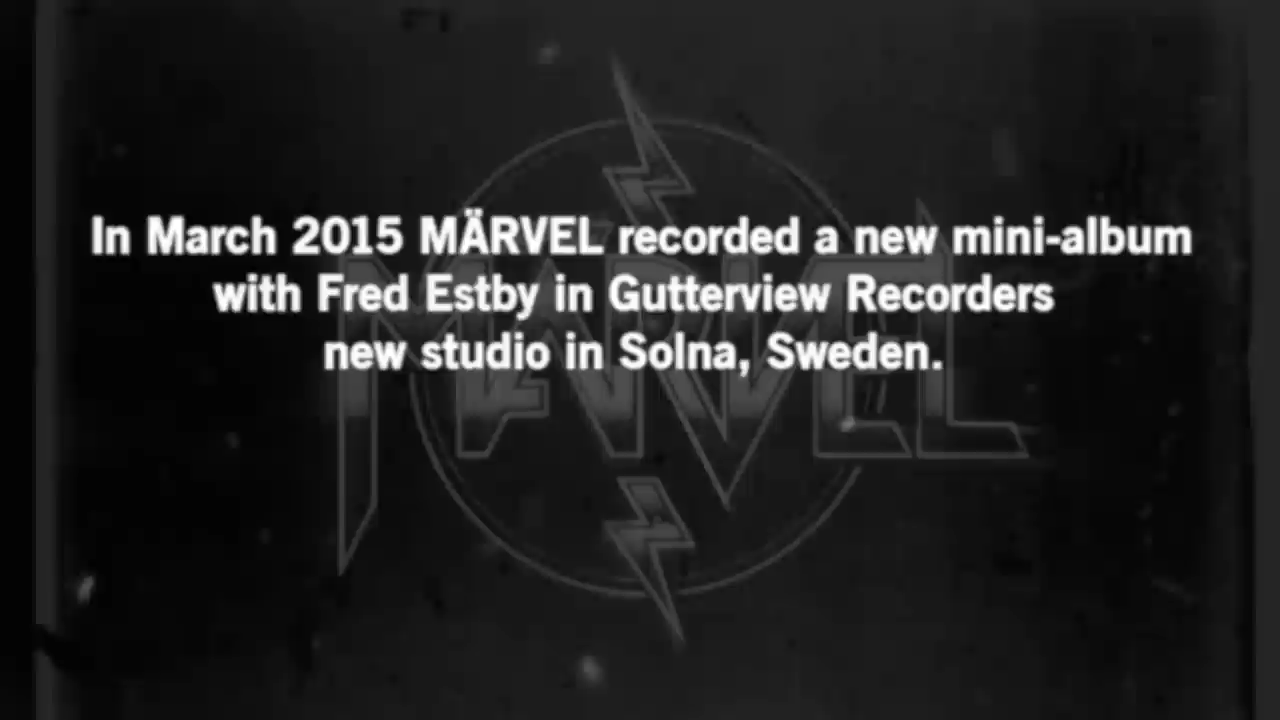 In March 2015 MÄRVEL recorded a new mini-album
with Fred Estby in Gutterview Recorders
new studio in Solna, Sweden.
MÄRVEL